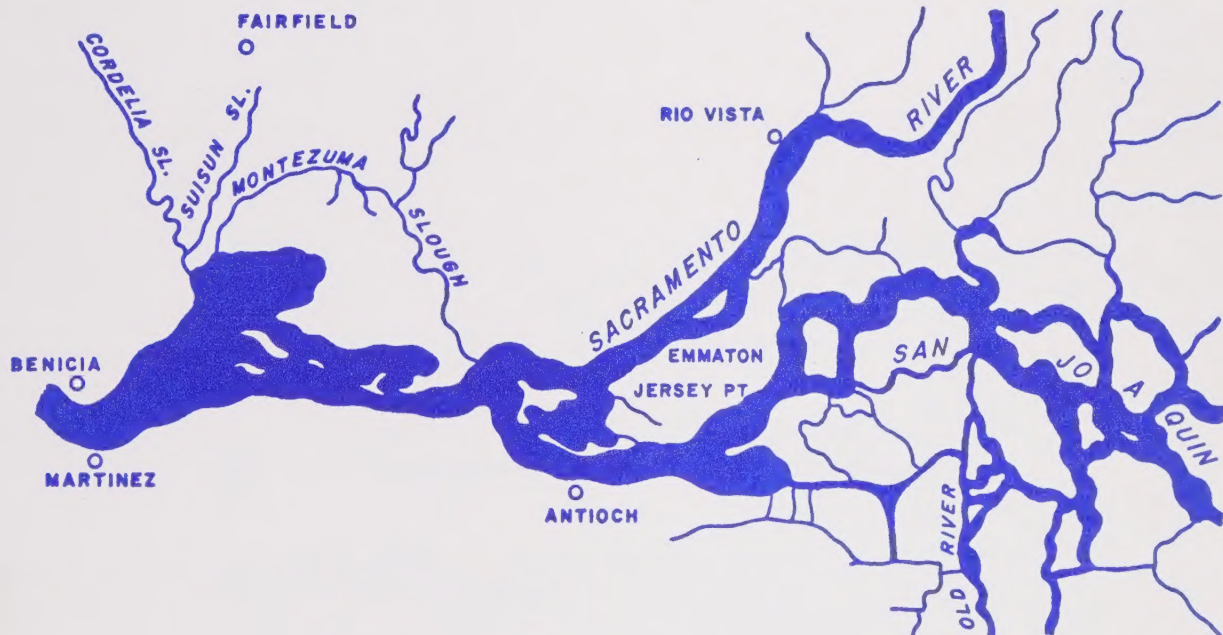 FAIRFIELD
CORDELIA SL.
SUISUN SL.
MONTEZUMA SLOUGH
RIO VISTA
SACRAMENTO RIVER
BENICIA
MARTINEZ
EMMATON
JERSEY PT
ANTIOCH
SAN JOAQUIN
OLD RIVER